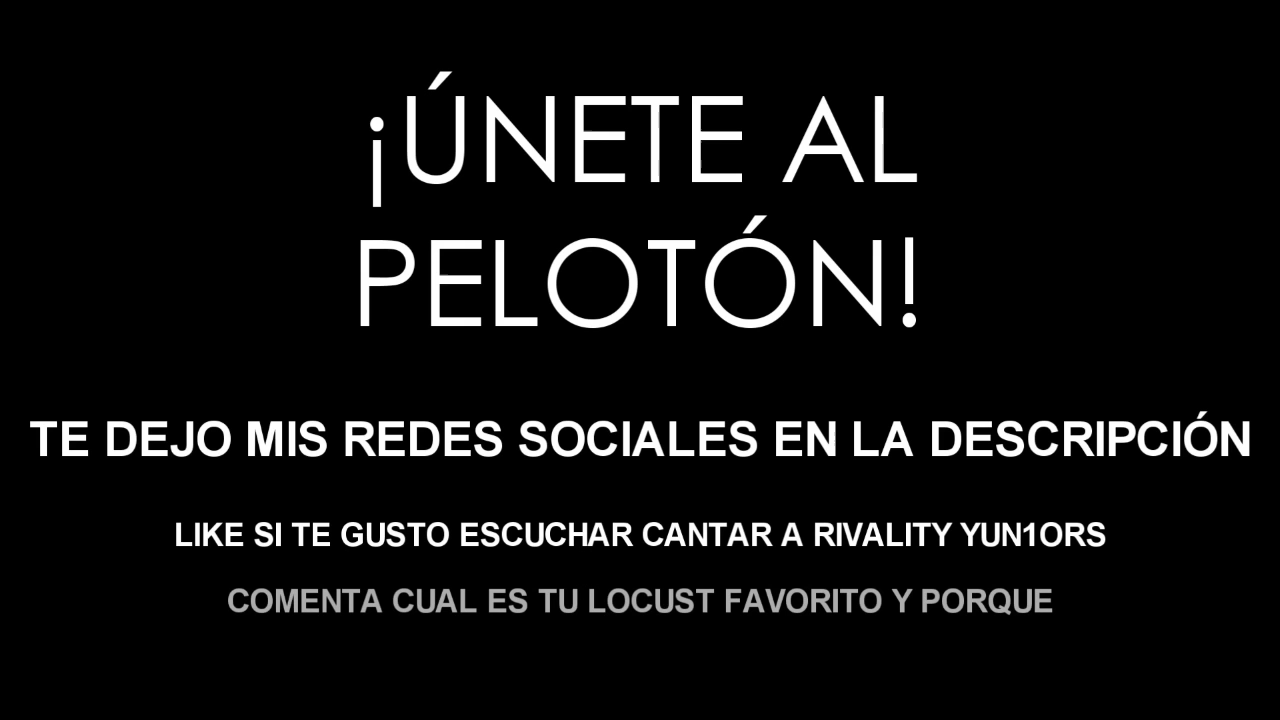 ¡ÚNETE AL
PELOTÓN!
TE DEJO MIS REDES SOCIALES EN LA DESCRIPCIÓN
LIKE SI TE GUSTO ESCUCHAR CANTAR A RIVALITY YUN1ORS
COMENTA CUAL ES TU LOCUST FAVORITO Y PORQUE